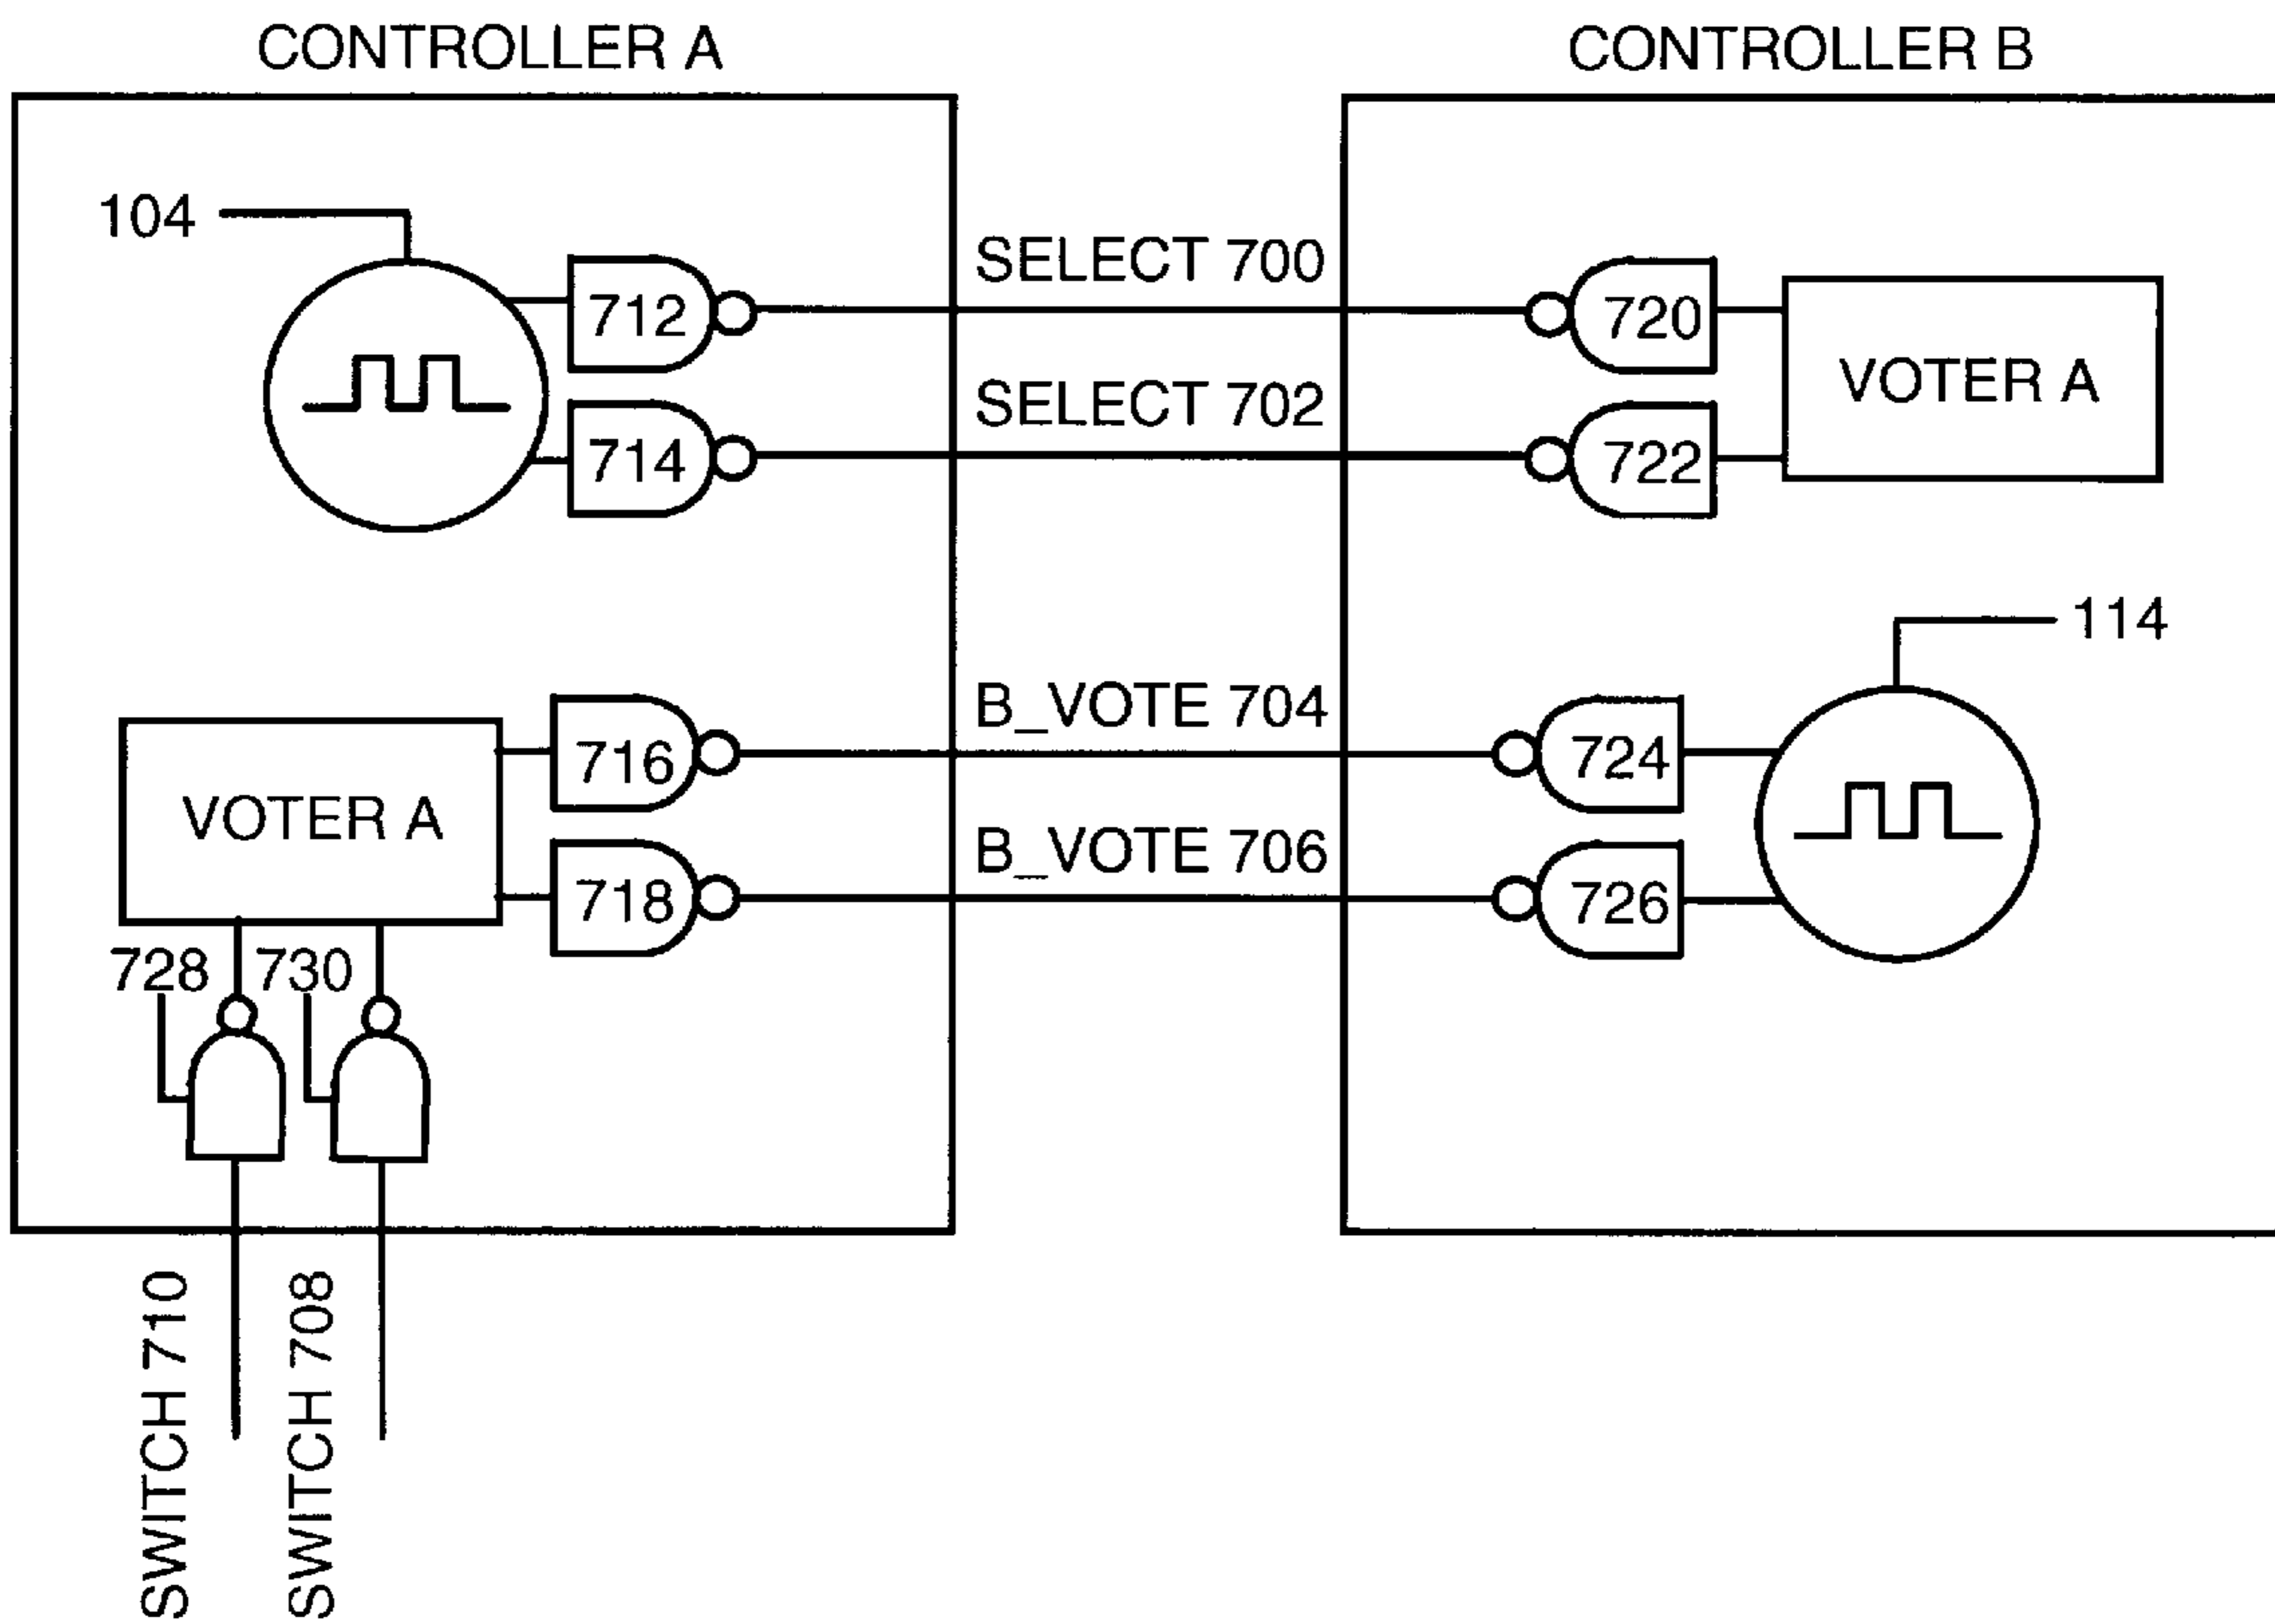 CONTROLLER A
CONTROLLER B
104
712
SELECT 700
720
VOTER A
714
SELECT 702
722
114
B_VOTE 704
716
724
VOTER A
B_VOTE 706
718
726
728
730
SWITCH 710
SWITCH 708